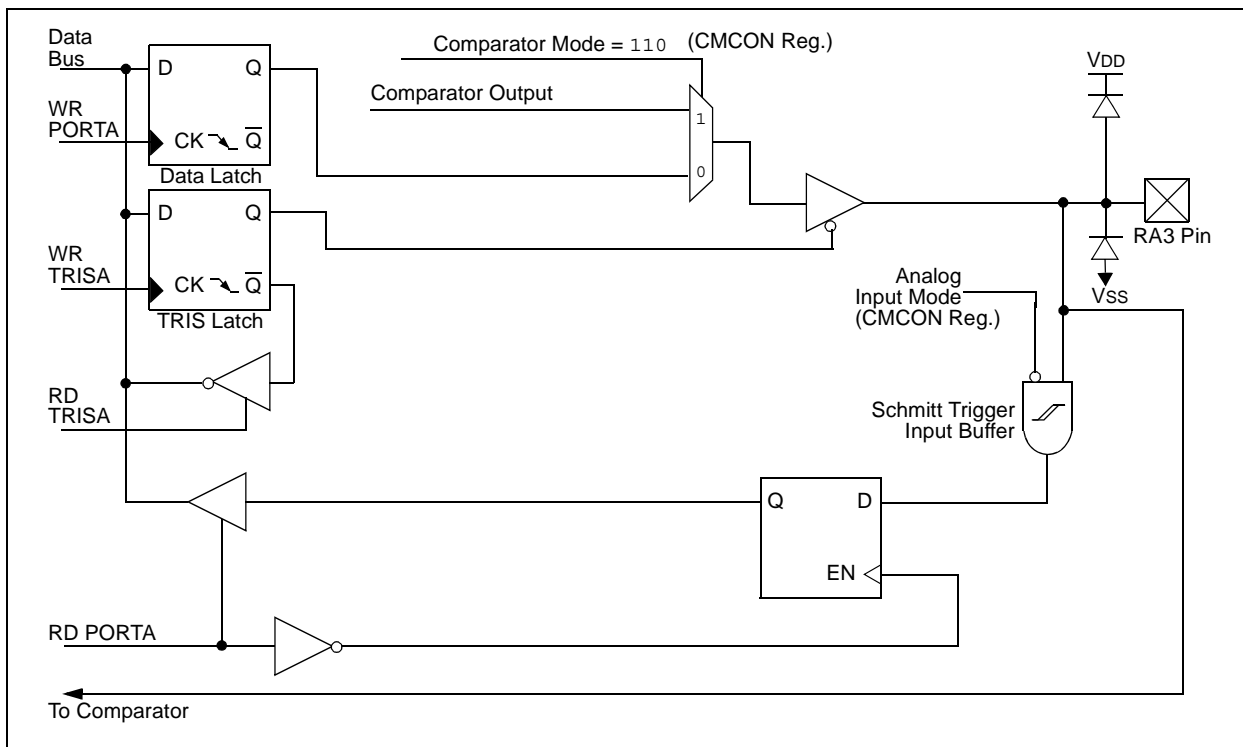 Data
Bus
D Q
WR
PORTA
CK Q
Data Latch
Comparator Mode = 110 (CMCON Reg.)
Comparator Output
1
0
VDD
RA3 Pin
VSS
D Q
WR
TRISA
CK Q
TRIS Latch
Analog
Input Mode
(CMCON Reg.)
RD
TRISA
Schmitt Trigger
Input Buffer
Q D
EN
RD PORTA
To Comparator